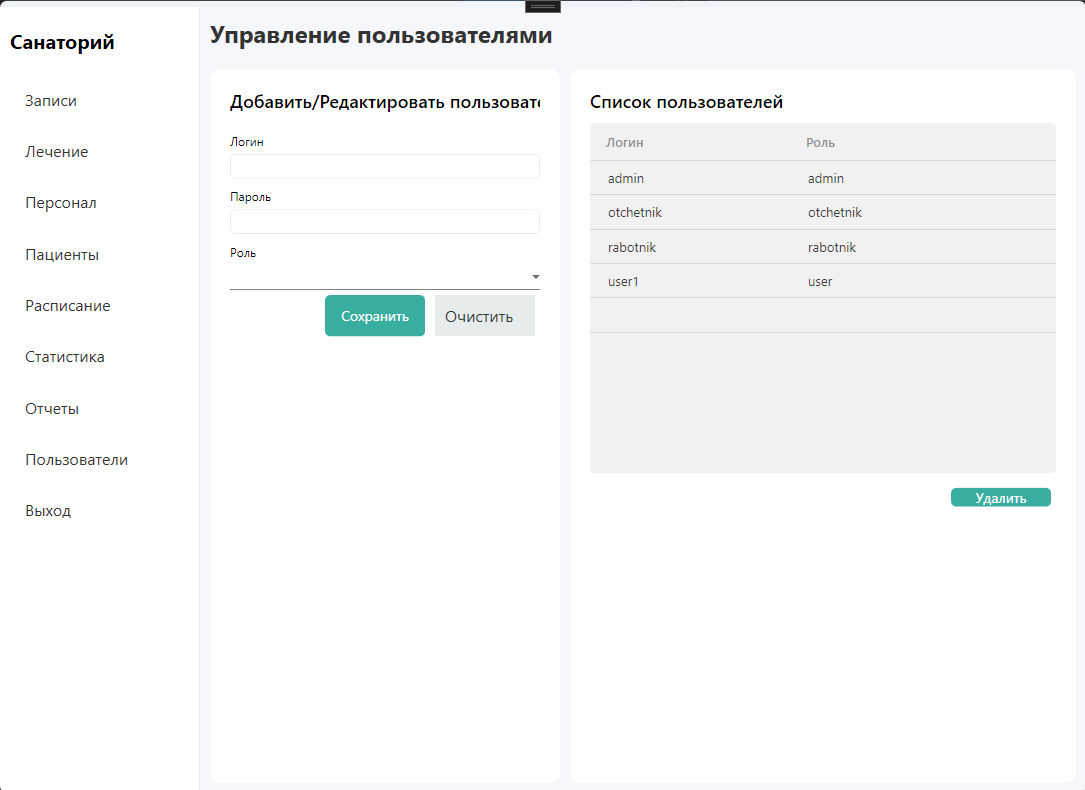 Санаторий
Записи
Лечение
Персонал
Пациенты
Расписание
Статистика
Отчеты
Пользователи
Выход
Управление пользователями
Добавить/Редактировать пользовате
Логин
Пароль
Роль
Сохранить Очистить
Список пользователей
Логин Роль
admin admin
otchetnik otchetnik
rabotnik rabotnik
user1 user
Удалить